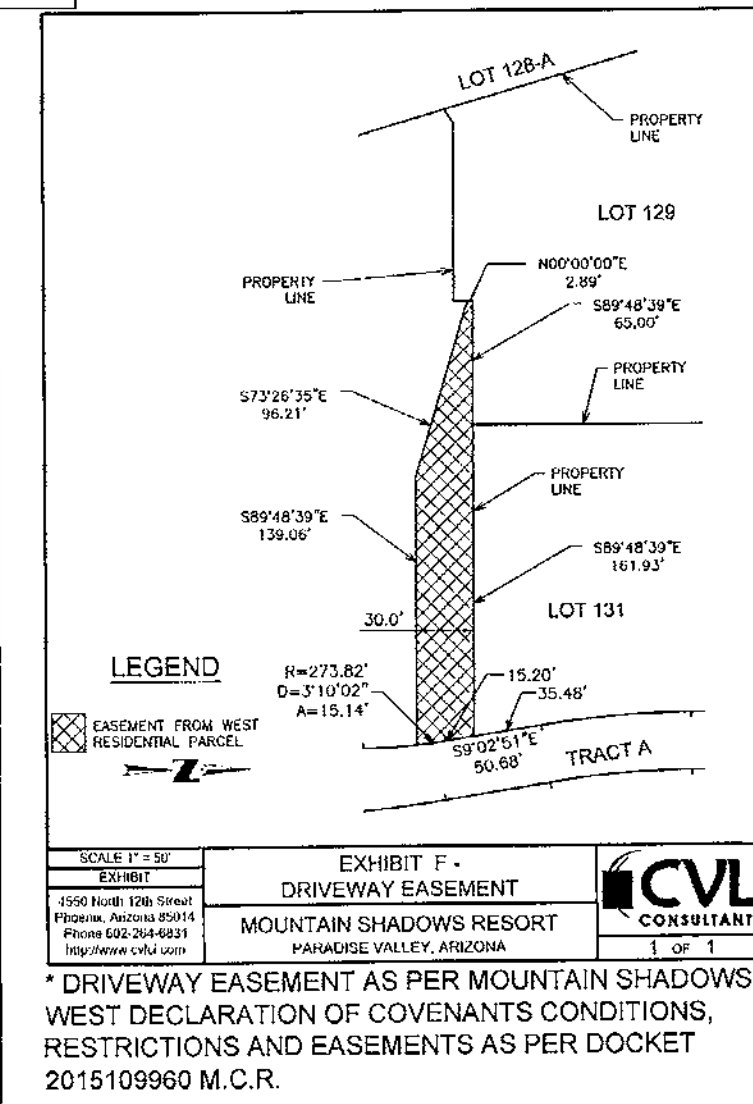 LOT 128-A
PROPERTY
LINE
LOT 129
N00°00'00"E
2.89'
PROPERTY
LINE
S89°48'39"E
65.00'
PROPERTY
LINE
S73°26'35"E
96.21'
PROPERTY
LINE
S89°48'39"E
139.06'
S89°48'39"E
161.93'
30.0'
LOT 131
LEGEND
R=273.82'
D=3°10'02"
A=15.14'
15.20'
35.48'
EASEMENT FROM WEST
RESIDENTIAL PARCEL
S9°02'51"E
50.68'
TRACT A
Z
SCALE 1" = 50'
EXHIBIT
4550 North 12th Street
Phoenix, Arizona 85014
Phone 602-264-6831
http://www.cvlci.com
EXHIBIT F -
DRIVEWAY EASEMENT
MOUNTAIN SHADOWS RESORT
PARADISE VALLEY, ARIZONA
CVL
CONSULTANT
1 OF 1
* DRIVEWAY EASEMENT AS PER MOUNTAIN SHADOWS
WEST DECLARATION OF COVENANTS CONDITIONS,
RESTRICTIONS AND EASEMENTS AS PER DOCKET
2015109960 M.C.R.